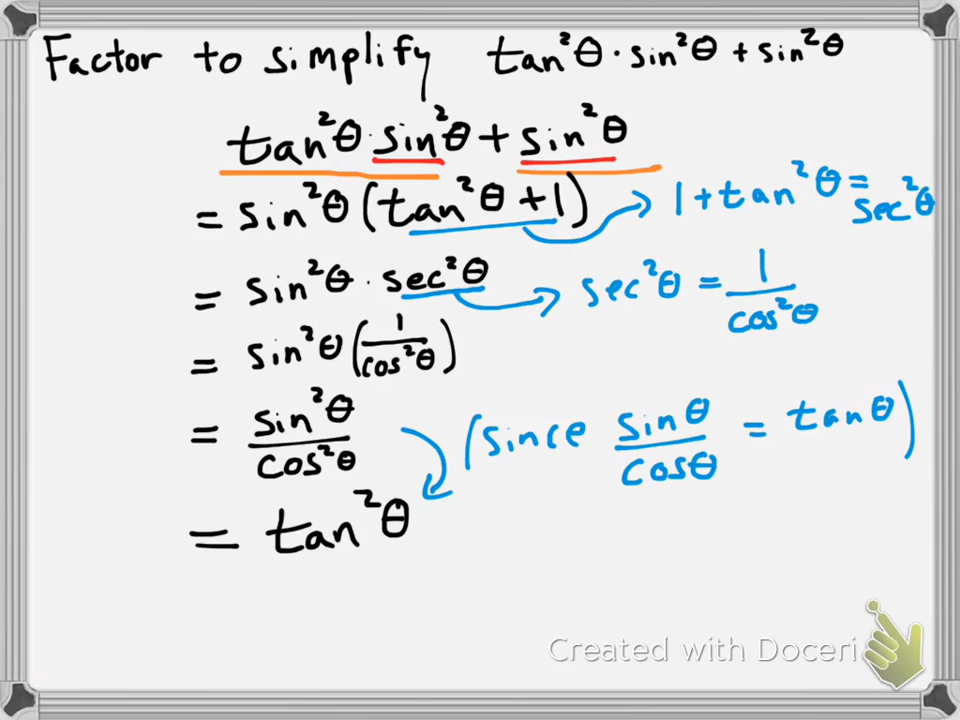 Factor to simplify tan²θ · sin²θ + sin²θ
tan²θ · sin²θ + sin²θ
= sin²θ (tan²θ + 1) 1 + tan²θ = sec²θ
= sin²θ · sec²θ sec²θ = 1/cos²θ
= sin²θ (1/cos²θ)
= sin²θ/cos²θ (since sinθ/cosθ = tanθ)
= tan²θ
Created with Doceri